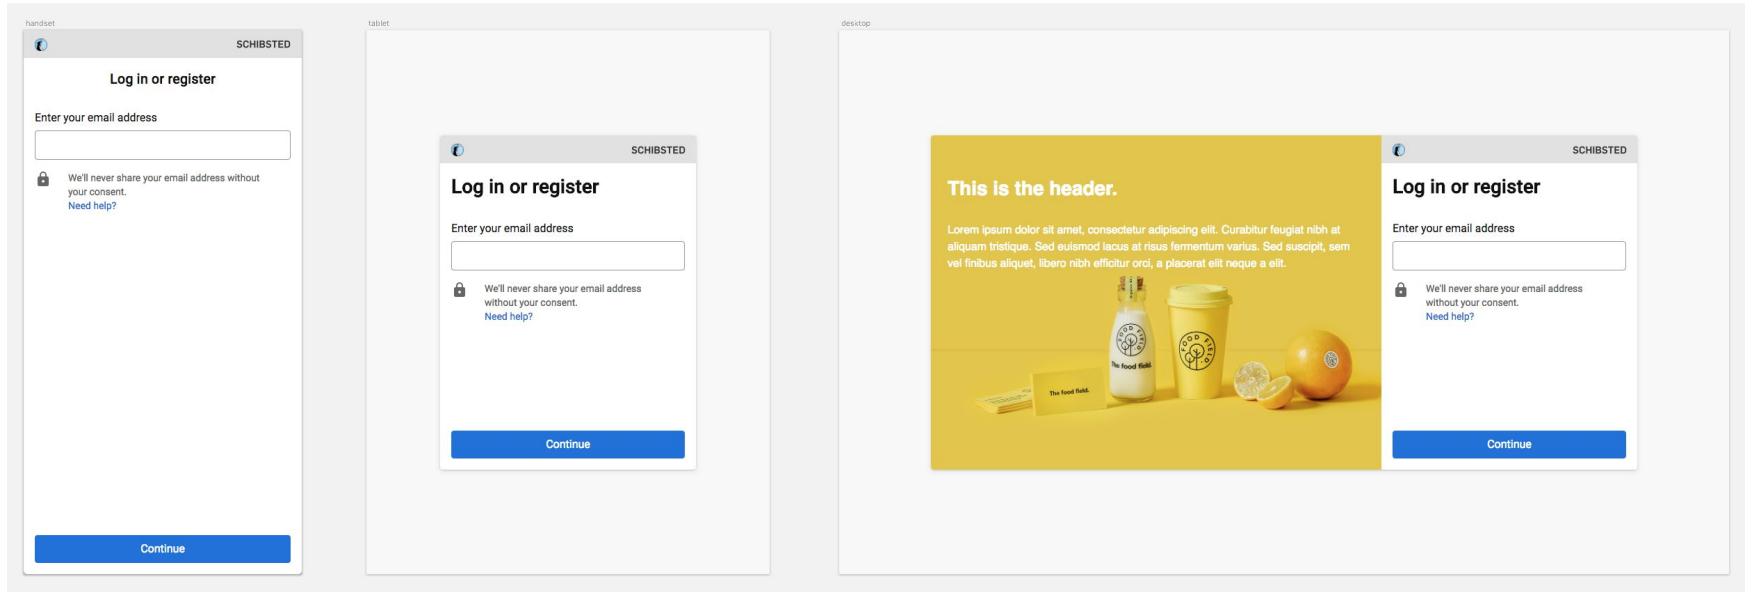 handset
SCHIBSTED
Log in or register
Enter your email address
We'll never share your email address without
your consent.
Need help?
Continue
tablet
SCHIBSTED
Log in or register
Enter your email address
We'll never share your email address
without your consent.
Need help?
Continue
desktop
This is the header.
Lorem ipsum dolor sit amet, consectetur adipiscing elit. Curabitur feugiat nibh at
aliquam tristique. Sed euismod lacus at risus fermentum varius. Sed suscipit, sem
vel finibus aliquet, libero nibh efficitur orci, a placerat elit neque a elit.
FOOD FIELD
The food field.
FOOD FIELD
The food field.
SCHIBSTED
Log in or register
Enter your email address
We'll never share your email address
without your consent.
Need help?
Continue